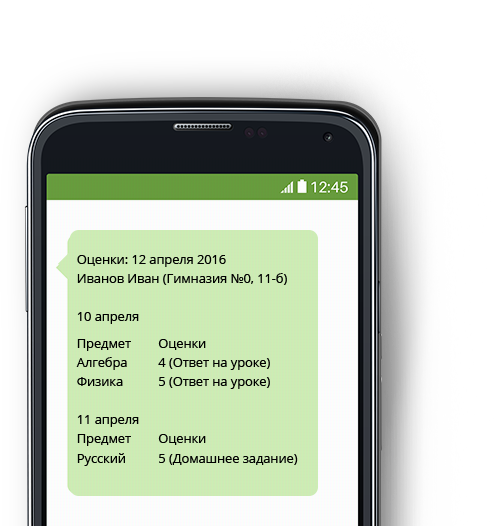 12:45
Оценки: 12 апреля 2016
Иванов Иван (Гимназия №0, 11-б)
10 апреля
Предмет Оценки
Алгебра 4 (Ответ на уроке)
Физика 5 (Ответ на уроке)
11 апреля
Предмет Оценки
Русский 5 (Домашнее задание)